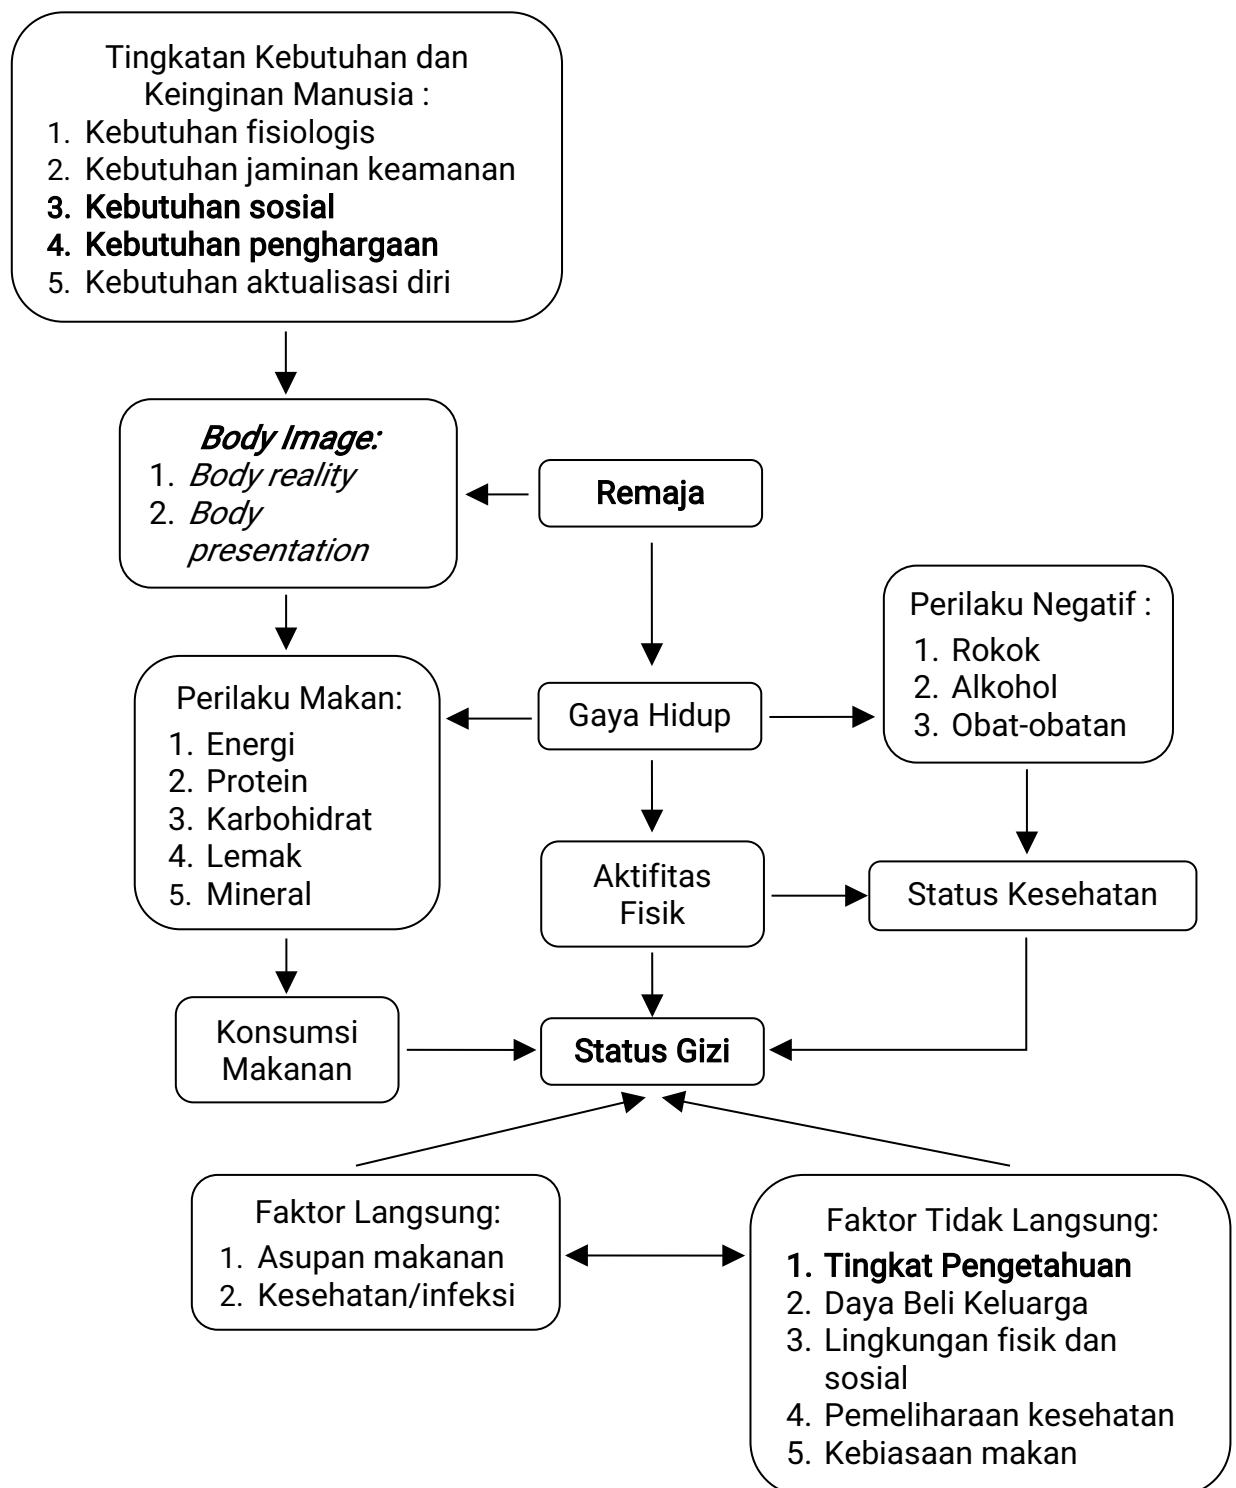 Tingkatan Kebutuhan dan
Keinginan Manusia :
1. Kebutuhan fisiologis
2. Kebutuhan jaminan keamanan
3. Kebutuhan sosial
4. Kebutuhan penghargaan
5. Kebutuhan aktualisasi diri
Body Image:
1. Body reality
2. Body
presentation
Remaja
Perilaku Negatif :
1. Rokok
2. Alkohol
3. Obat-obatan
Perilaku Makan:
1. Energi
2. Protein
3. Karbohidrat
4. Lemak
5. Mineral
Gaya Hidup
Aktifitas
Fisik
Status Kesehatan
Konsumsi
Makanan
Status Gizi
Faktor Langsung:
1. Asupan makanan
2. Kesehatan/infeksi
Faktor Tidak Langsung:
1. Tingkat Pengetahuan
2. Daya Beli Keluarga
3. Lingkungan fisik dan
sosial
4. Pemeliharaan kesehatan
5. Kebiasaan makan